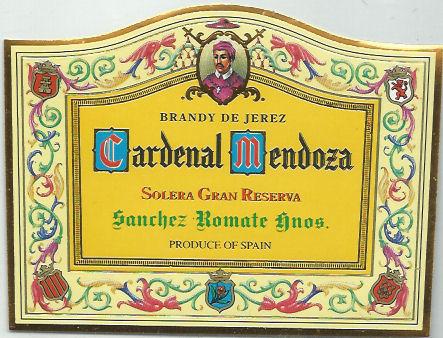 BRANDY DE JEREZ
Cardenal Mendoza
SOLERA GRAN RESERVA
Sanchez Romate Hnos.
PRODUCE OF SPAIN